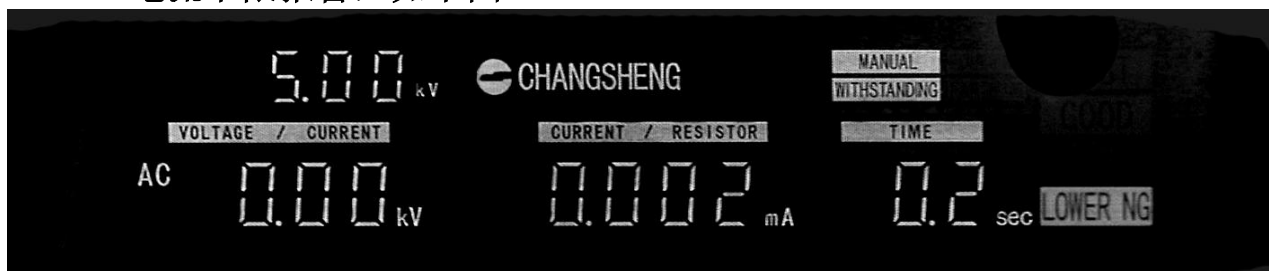 5.00 kV CHANGSHENG MANUAL
WITHSTANDING
GOOD
VOLTAGE / CURRENT CURRENT / RESISTOR TIME
AC 0.00 kV 0.002 mA 0.2 sec LOWER NG